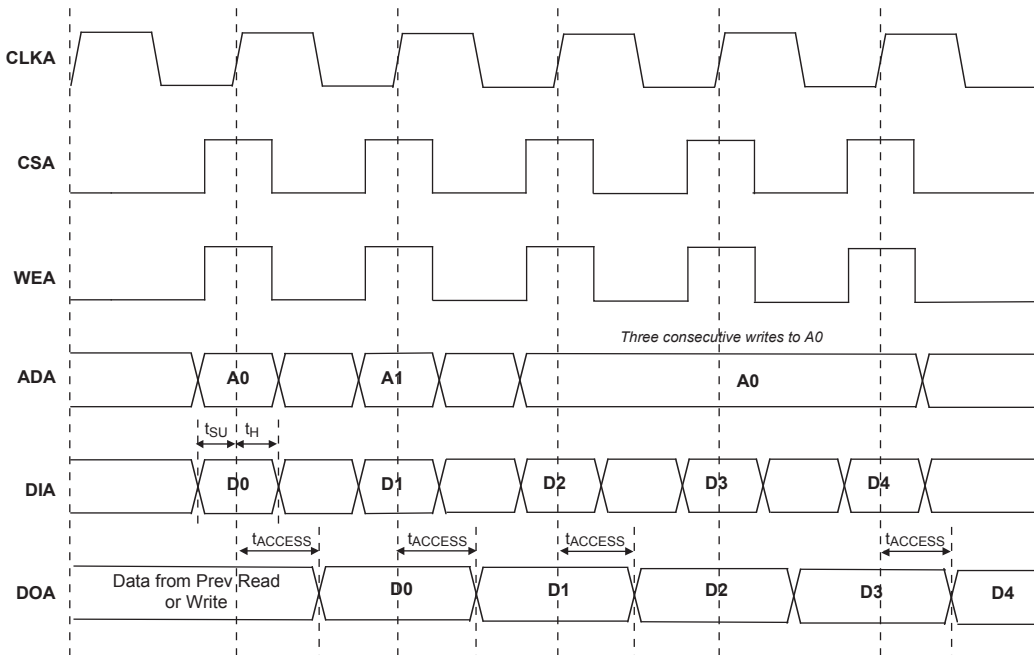 CLKA
CSA
WEA
Three consecutive writes to A0
ADA A0 A1 A0
tSU tH
DIA D0 D1 D2 D3 D4
tACCESS tACCESS tACCESS tACCESS
DOA Data from Prev Read or Write D0 D1 D2 D3 D4